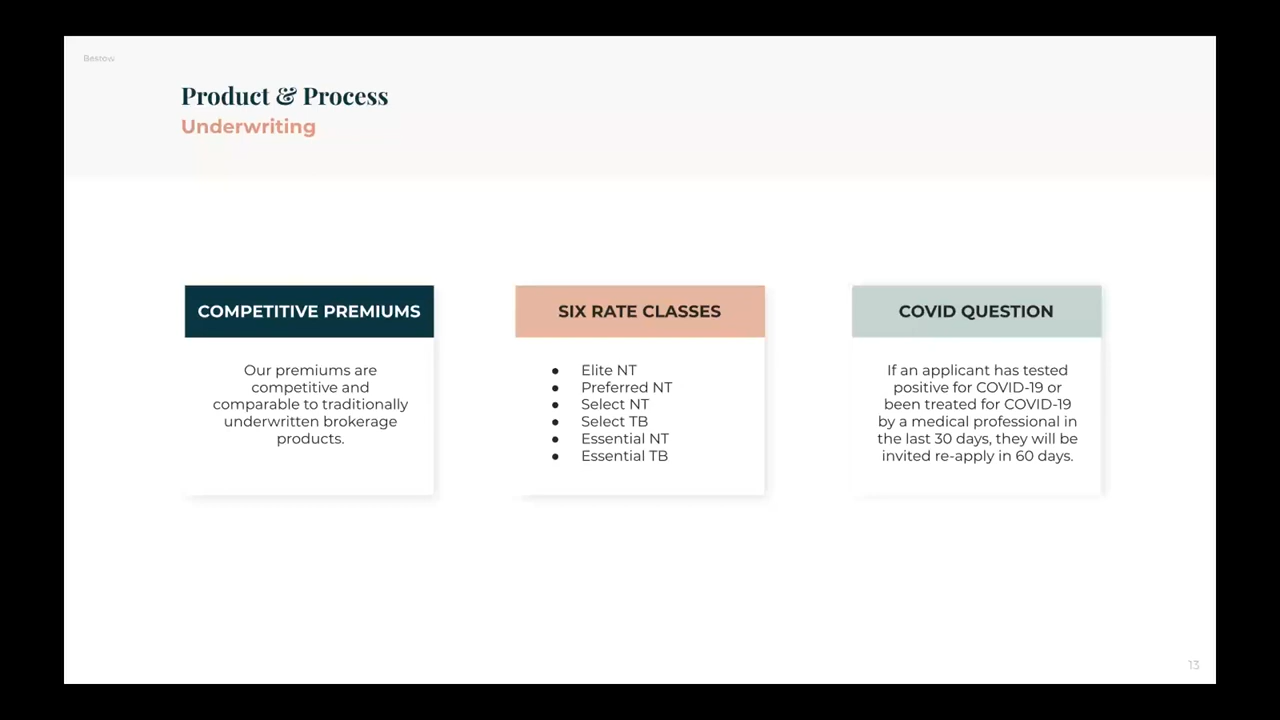 Bestow
Product & Process
Underwriting
COMPETITIVE PREMIUMS
Our premiums are
competitive and
comparable to traditionally
underwritten brokerage
products.
SIX RATE CLASSES
● Elite NT
● Preferred NT
● Select NT
● Select TB
● Essential NT
● Essential TB
COVID QUESTION
If an applicant has tested
positive for COVID-19 or
been treated for COVID-19
by a medical professional in
the last 30 days, they will be
invited re-apply in 60 days.
13